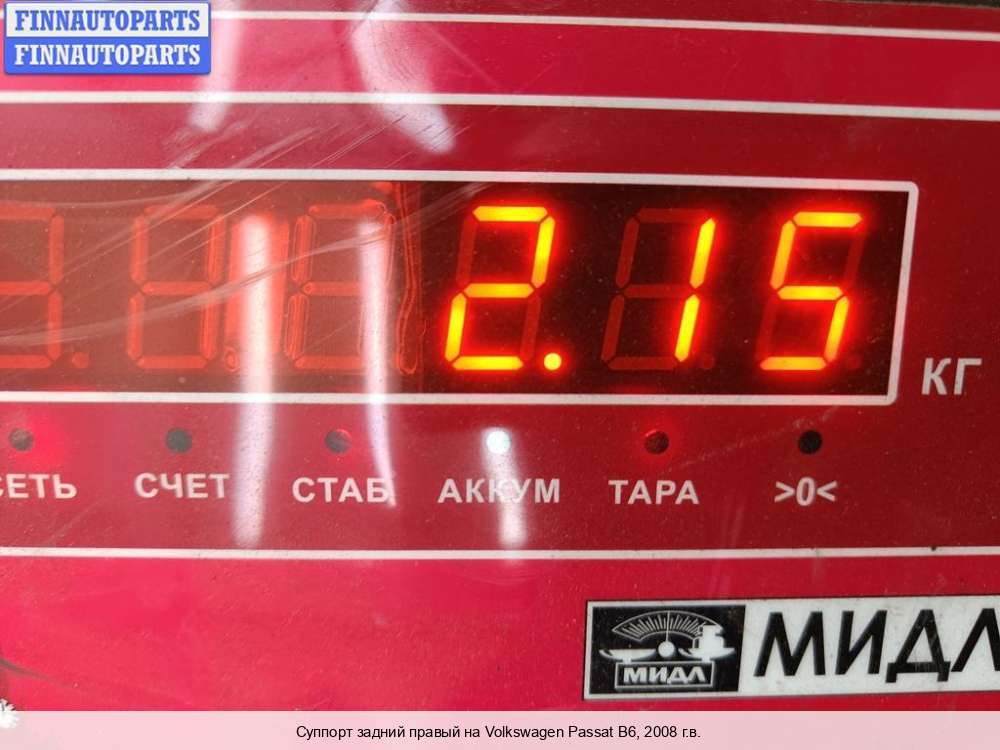 FINNAUTOPARTS
FINNAUTOPARTS
2.15
КГ
СЕТЬ СЧЕТ СТАБ АККУМ ТАРА >0<
МИДЛ МИДЛ
Суппорт задний правый на Volkswagen Passat B6, 2008 г.в.